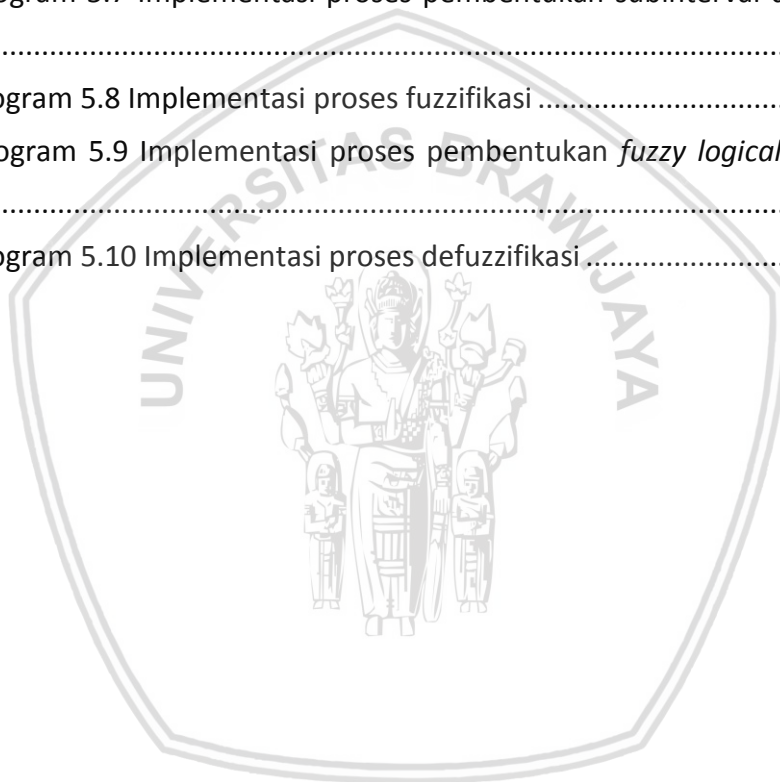 ogram 5.7 Implementasi proses pembentukan subinterval
................................................................................
ogram 5.8 Implementasi proses fuzzifikasi ...........................
ogram 5.9 Implementasi proses pembentukan fuzzy logical
................................................................................
ogram 5.10 Implementasi proses defuzzifikasi ......................
UNIVERSITAS BRAWIJAYA